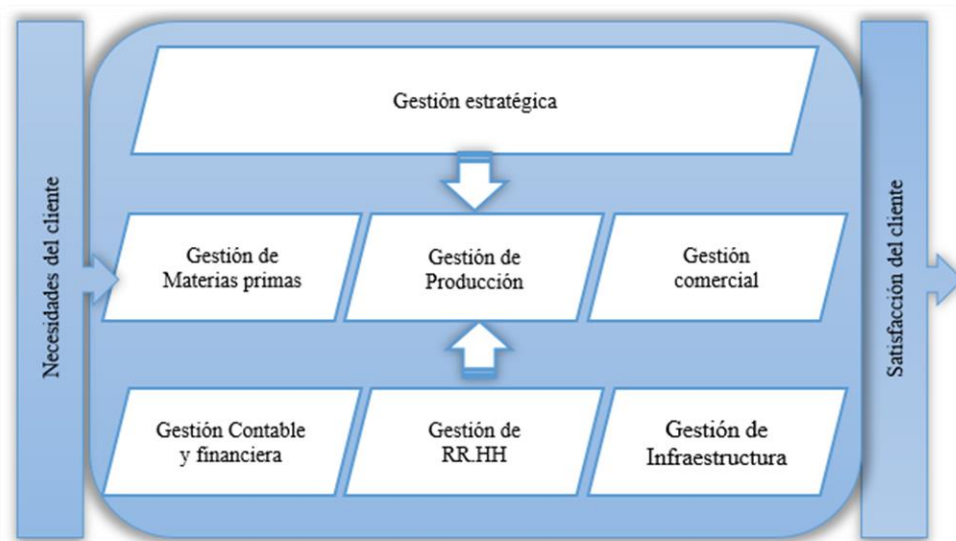 Necesidades del cliente
Gestión estratégica
Gestión de
Materias primas
Gestión de
Producción
Gestión
comercial
Gestión Contable
y financiera
Gestión de
RR.HH
Gestión de
Infraestructura
Satisfacción del cliente